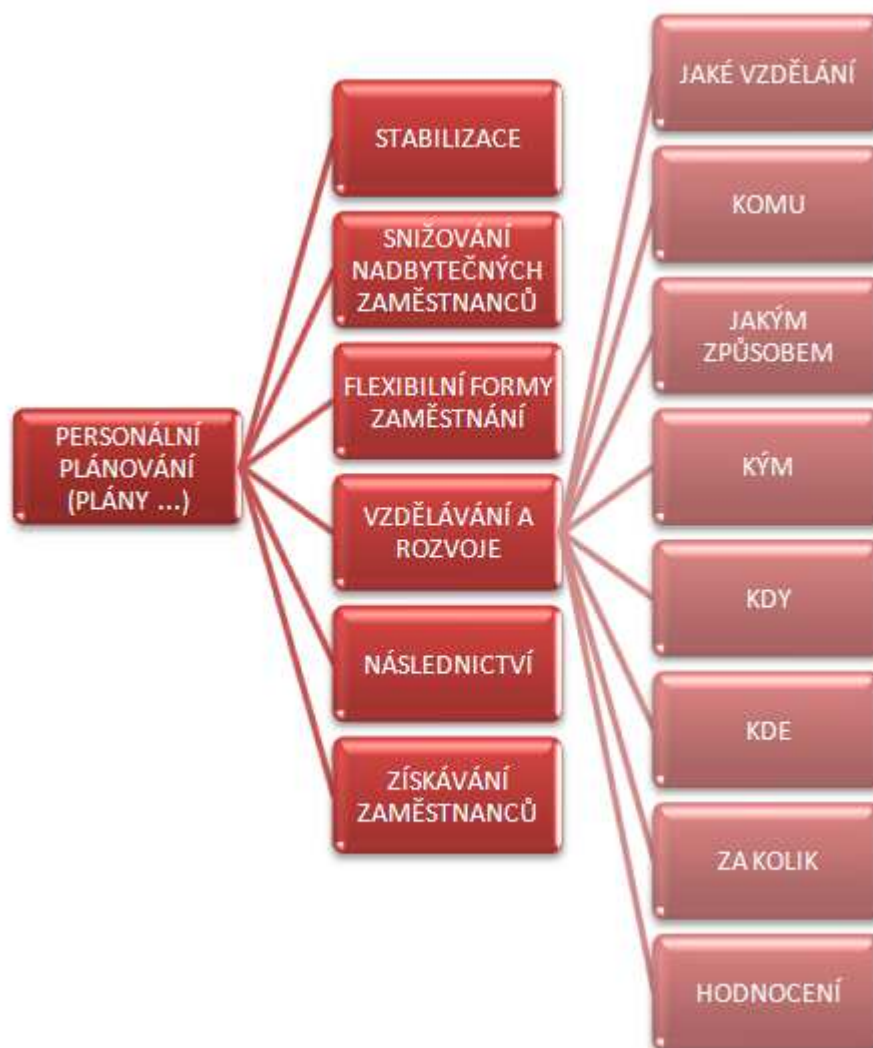 PERSONÁLNÍ
PLÁNOVÁNÍ
(PLÁNY ...)
STABILIZACE
SNIŽOVÁNÍ
NADBYTEČNÝCH
ZAMĚSTNANCŮ
FLEXIBILNÍ FORMY
ZAMĚSTNÁNÍ
VZDĚLÁVÁNÍ A
ROZVOJE
NÁSLEDNICTVÍ
ZÍSKÁVÁNÍ
ZAMĚSTNANCŮ
JAKÉ VZDĚLÁNÍ
KOMU
JAKÝM
ZPŮSOBEM
KÝM
KDY
KDE
ZA KOLIK
HODNOCENÍ